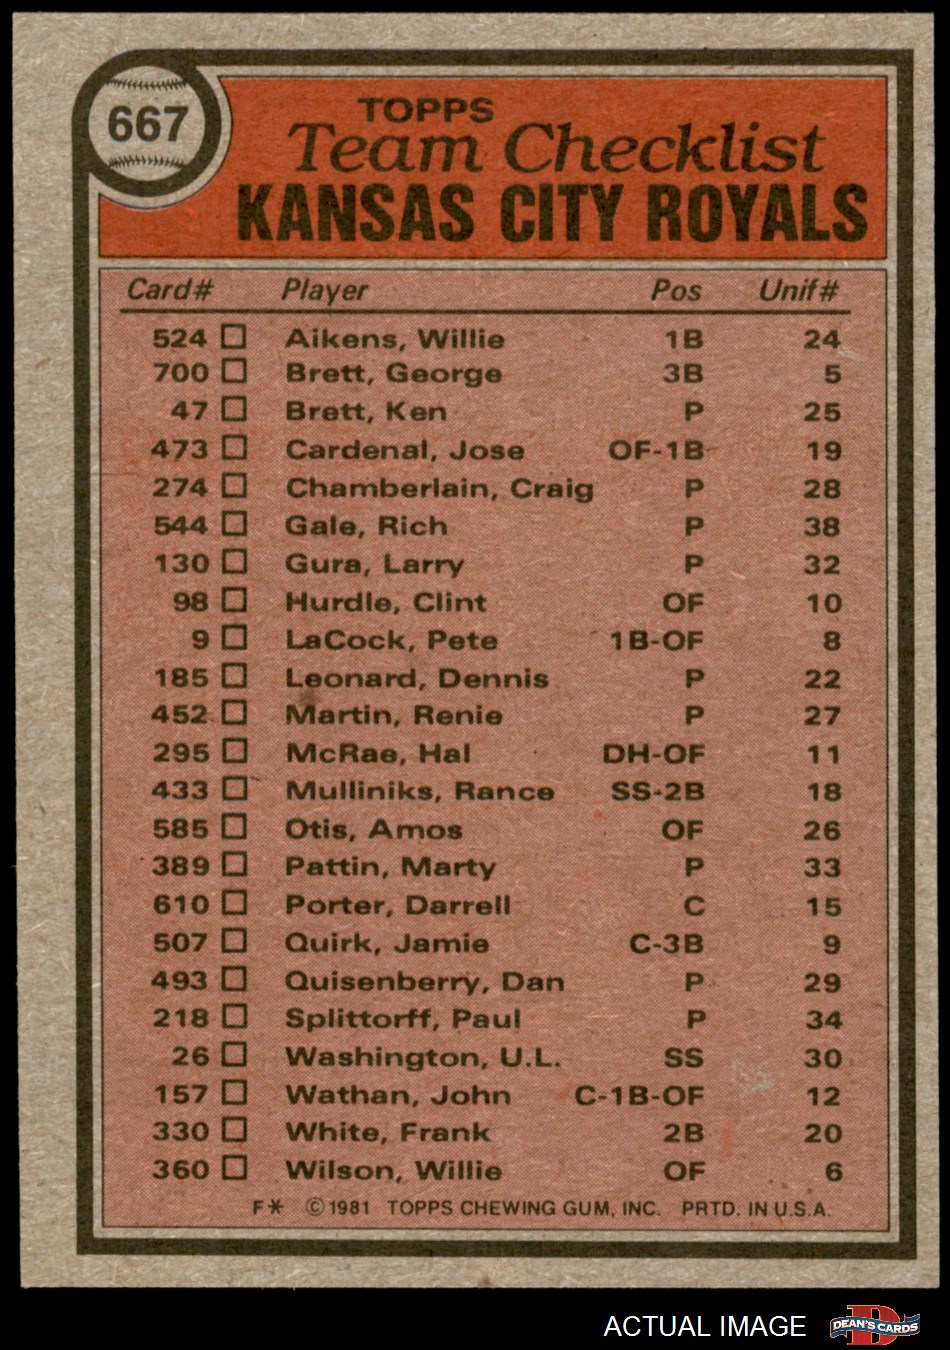 667
TOPPS
Team Checklist
KANSAS CITY ROYALS
Card# Player Pos Unif#
524 Aikens, Willie 1B 24
700 Brett, George 3B 5
47 Brett, Ken P 25
473 Cardenal, Jose OF-1B 19
274 Chamberlain, Craig P 28
544 Gale, Rich P 38
130 Gura, Larry P 32
98 Hurdle, Clint OF 10
9 LaCock, Pete 1B-OF 8
185 Leonard, Dennis P 22
452 Martin, Renie P 27
295 McRae, Hal DH-OF 11
433 Mulliniks, Rance SS-2B 18
585 Otis, Amos OF 26
389 Pattin, Marty P 33
610 Porter, Darrell C 15
507 Quirk, Jamie C-3B 9
493 Quisenberry, Dan P 29
218 Splittorff, Paul P 34
26 Washington, U.L. SS 30
157 Wathan, John C-1B-OF 12
330 White, Frank 2B 20
360 Wilson, Willie OF 6
F* ©1981 TOPPS CHEWING GUM, INC. PRTD. IN U.S.A.
ACTUAL IMAGE D DEAN'S CARDS